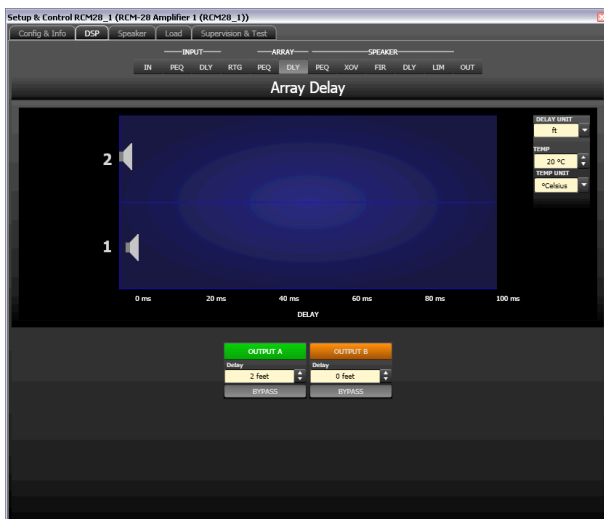 Setup & Control RCM28_1 (RCM-28 Amplifier 1 (RCM28_1))
Config & Info DSP Speaker Load Supervision & Test
INPUT ARRAY SPEAKER
IN PEQ DLY RTG PEQ DLY PEQ XOV FIR DLY LIM OUT
Array Delay
DELAY UNIT
ft
TEMP
20 ºC
TEMP UNIT
ºCelsius
2
1
0 ms 20 ms 40 ms 60 ms 80 ms 100 ms
DELAY
OUTPUT A OUTPUT B
Delay Delay
2 feet 0 feet
BYPASS BYPASS